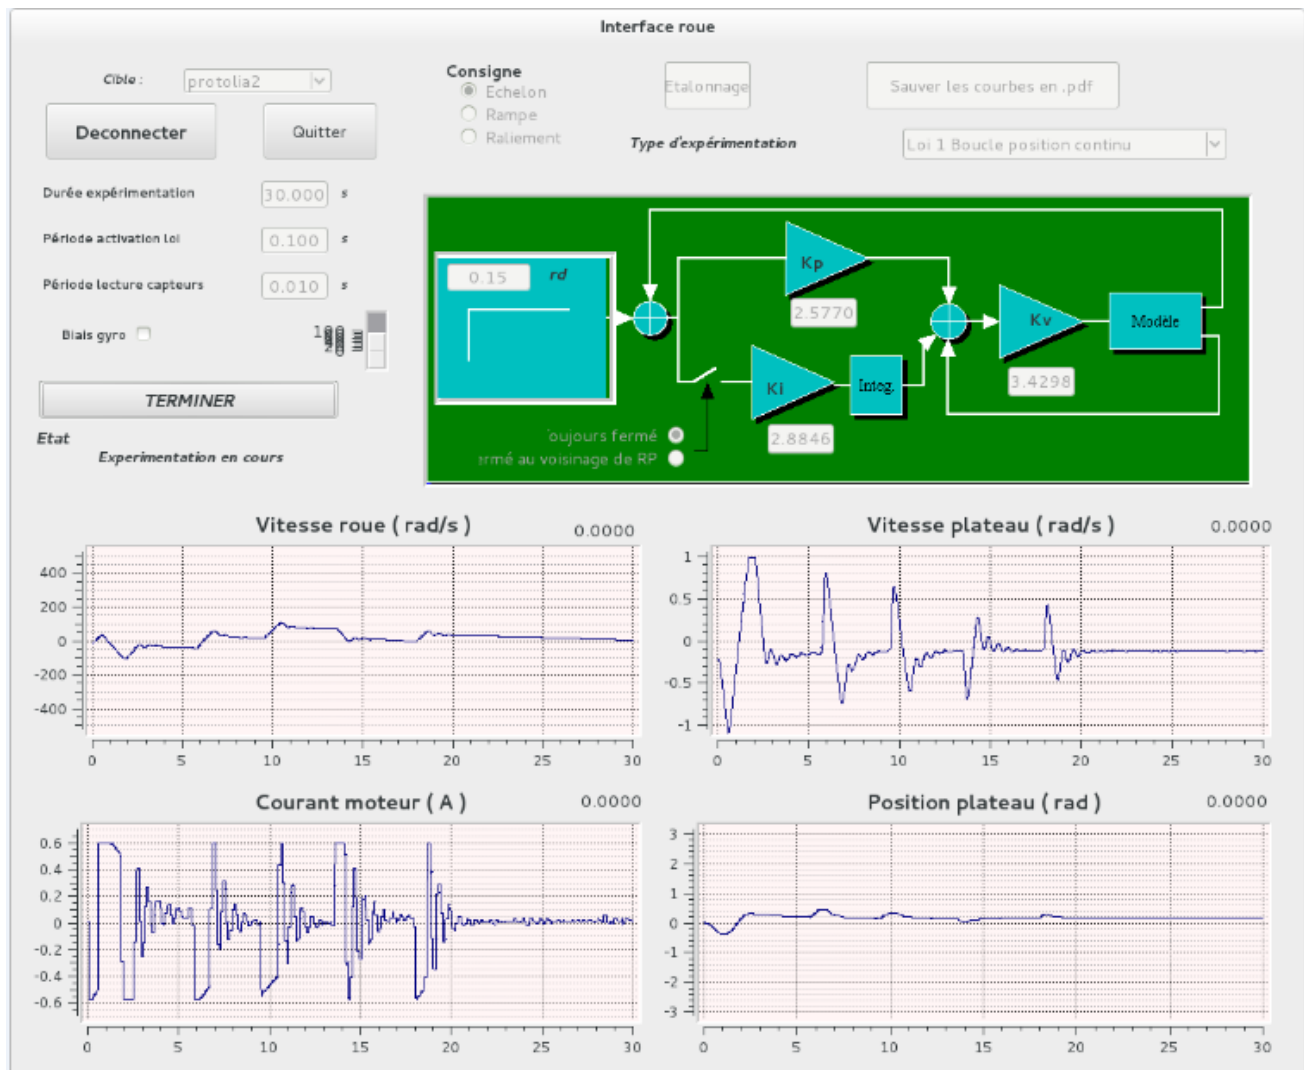 Interface roue
Cible :
protolia2
Consigne
Echelon
Rampe
Raliement
Etalonnage
Sauver les courbes en .pdf
Deconnecter
Quitter
Type d'expérimentation
Loi 1 Boucle position continu
Durée expérimentation 30.000 s
Période activation loi 0.100 s
Période lecture capteurs 0.010 s
Biais gyro
TERMINER
Etat
Experimentation en cours
0.15 rd
Kp
2.5770
Ki
2.8846
Integ.
Kv
3.4298
Modèle
oujours fermé
rmé au voisinage de RP
Vitesse roue ( rad/s ) 0.0000
400
200
0
-200
-400
0 5 10 15 20 25 30
Vitesse plateau ( rad/s ) 0.0000
1
0.5
0
-0.5
-1
0 5 10 15 20 25 30
Courant moteur ( A ) 0.0000
0.6
0.4
0.2
0
-0.2
-0.4
-0.6
0 5 10 15 20 25 30
Position plateau ( rad ) 0.0000
3
2
1
0
-1
-2
-3
0 5 10 15 20 25 30